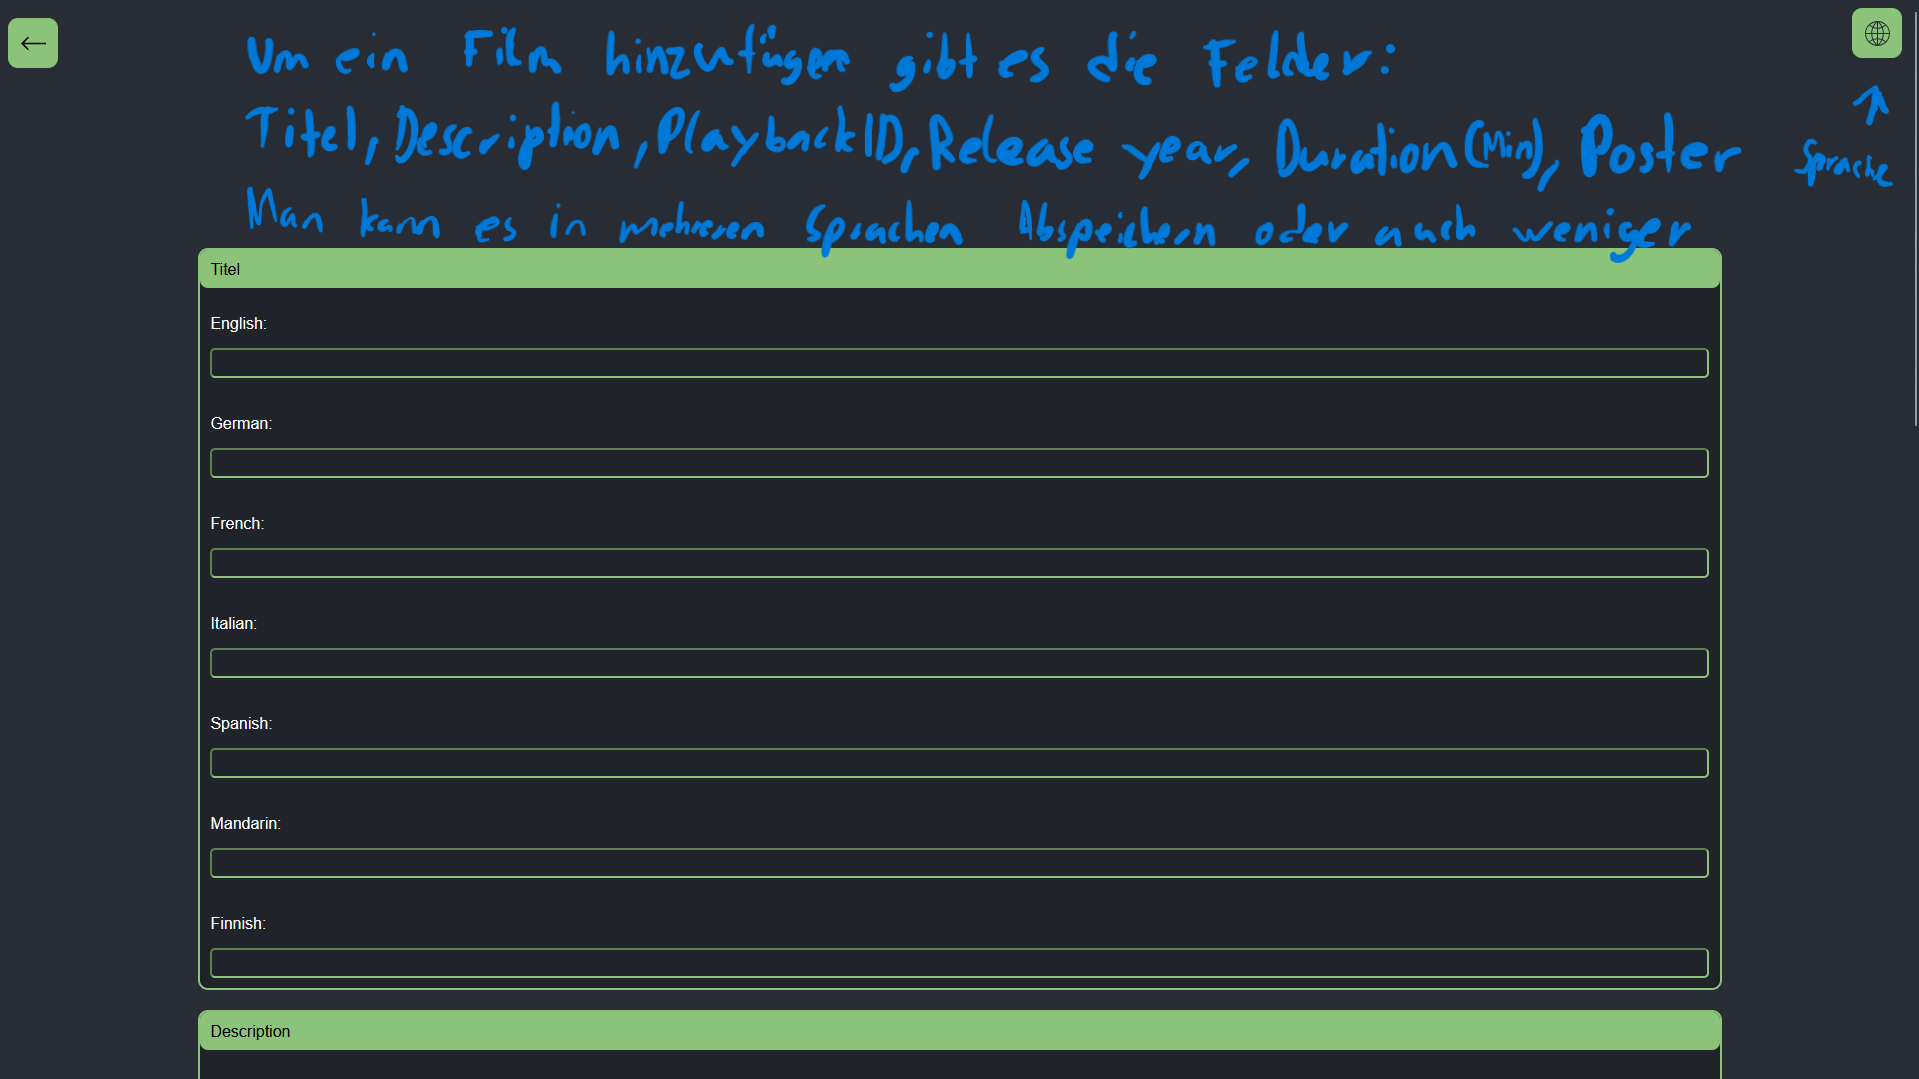 Um ein Film hinzufügen gibt es die Felder:
Titel, Description, PlaybackID, Release year, Duration (Min), Poster
Sprache
Man kann es in mehreren Sprachen Abspeichern oder auch weniger
Titel
English:
German:
French:
Italian:
Spanish:
Mandarin:
Finnish:
Description